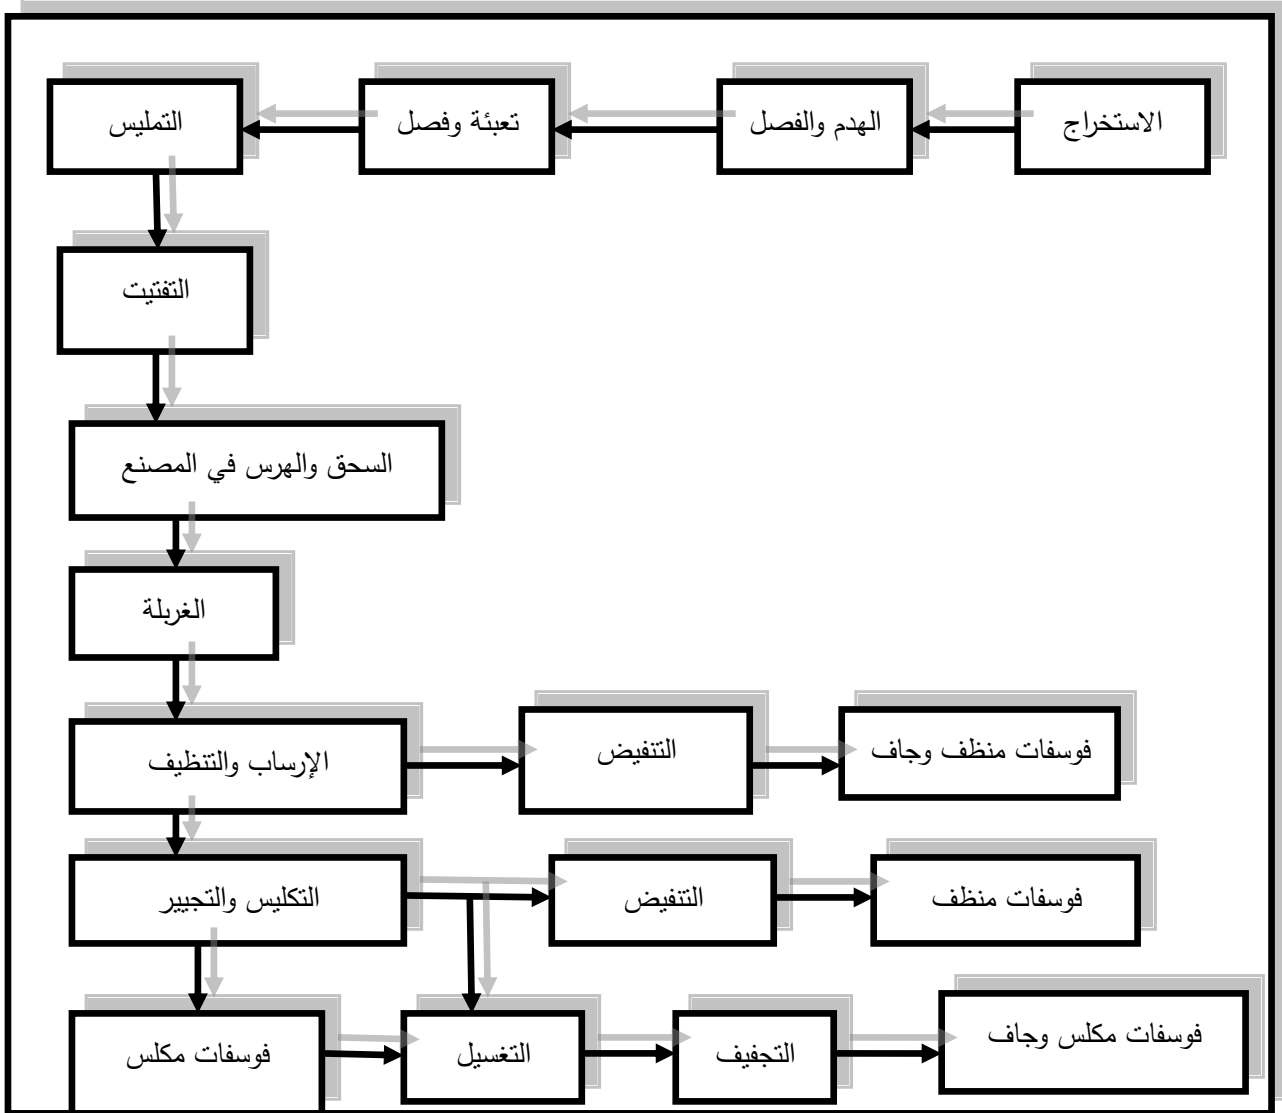 الاستخراج
الهدم والفصل
تعبئة وفصل
التمليس
التفتيت
السحق والهرس في المصنع
الغربلة
الإرساب والتنظيف
التنفيض
فوسفات منظف وجاف
التكليس والتجيير
التنفيض
فوسفات منظف
فوسفات مكلس
التغسيل
التجفيف
فوسفات مكلس وجاف